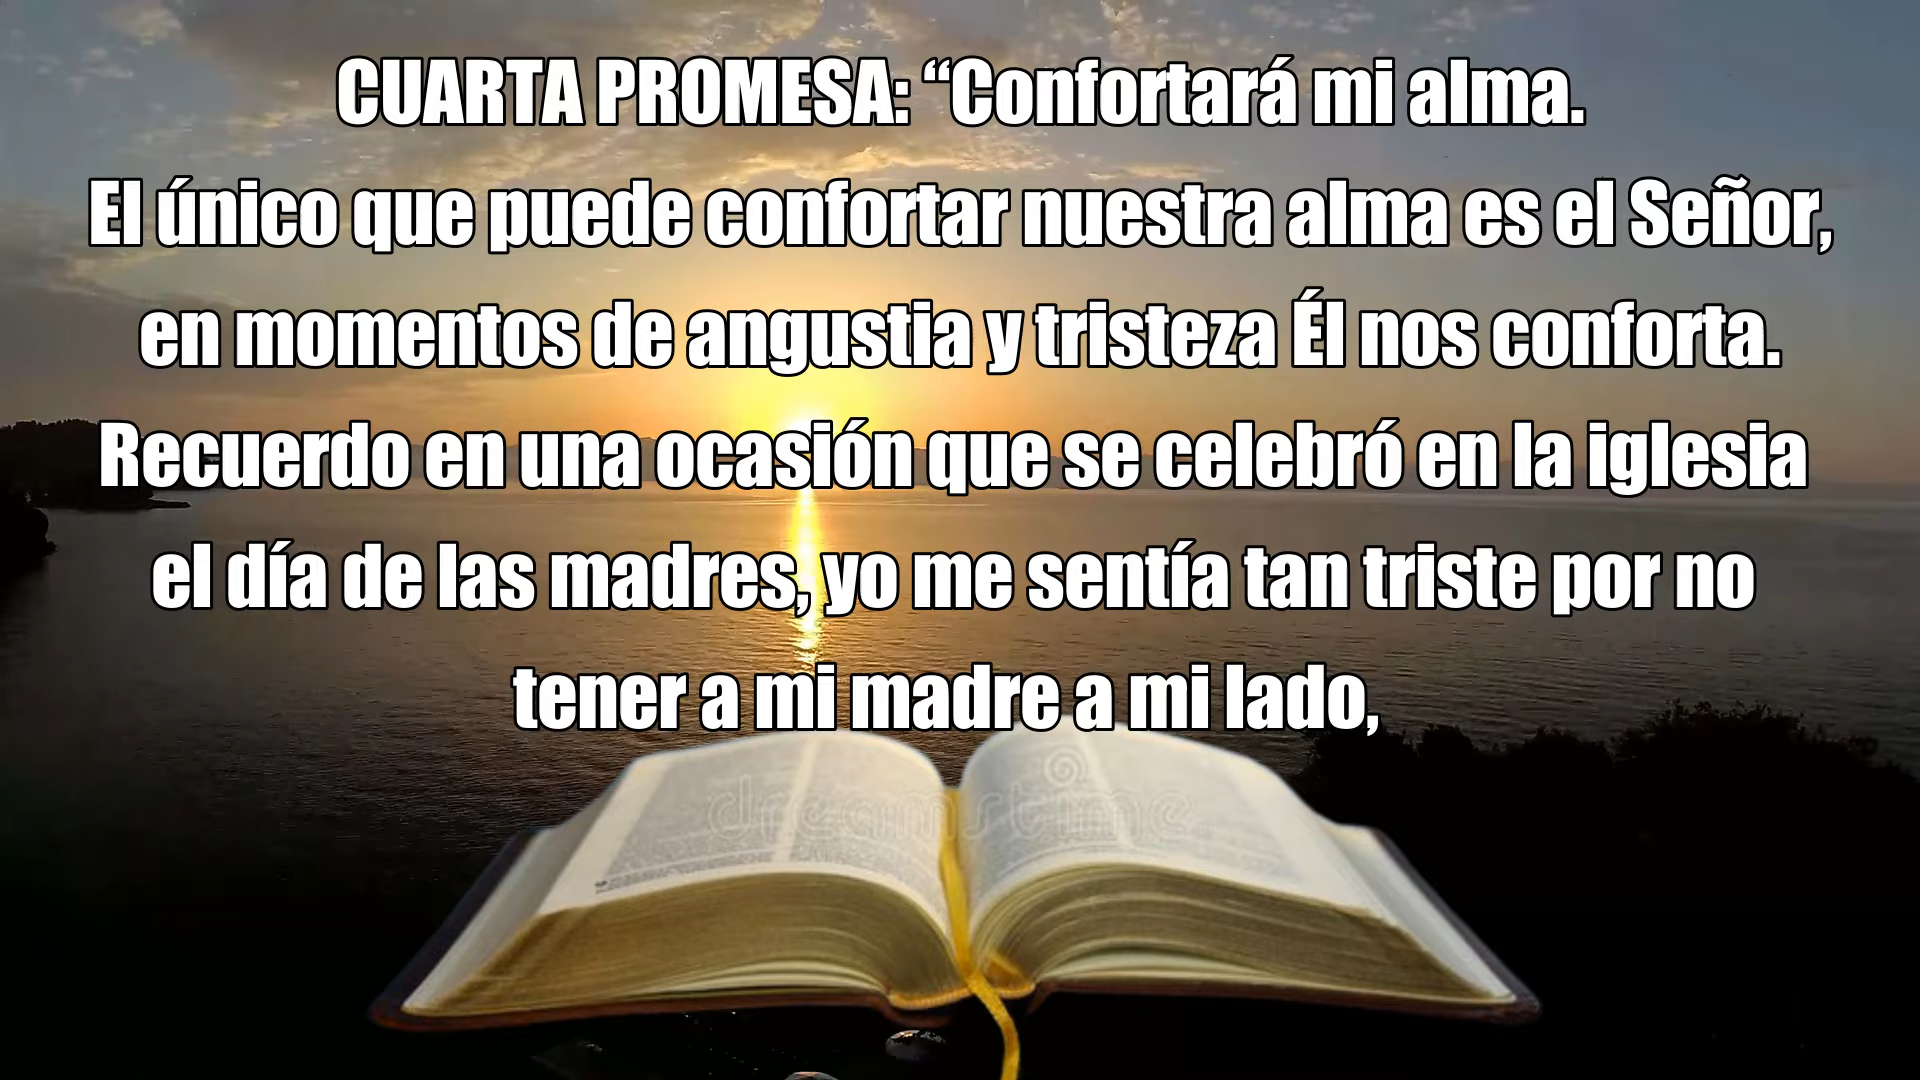 CUARTA PROMESA: “Confortará mi alma.
El único que puede confortar nuestra alma es el Señor,
en momentos de angustia y tristeza Él nos conforta.
Recuerdo en una ocasión que se celebró en la iglesia
el día de las madres, yo me sentía tan triste por no
tener a mi madre a mi lado,
dreamstime